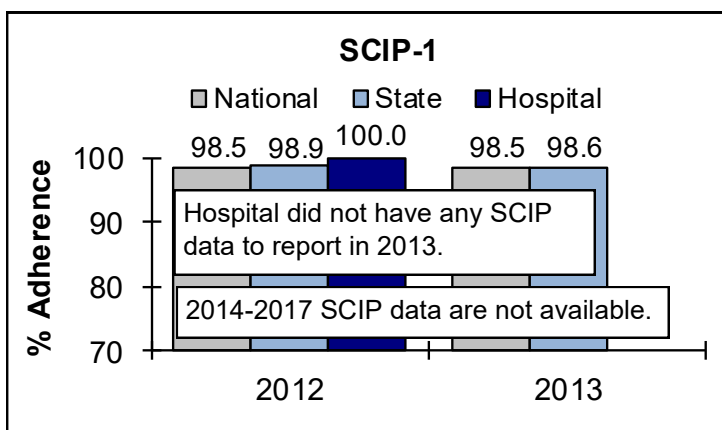 SCIP-1
National State Hospital
98.5 98.9 100.0 98.5 98.6
% Adherence
100
90
80
70
Hospital did not have any SCIP
data to report in 2013.
2014-2017 SCIP data are not available.
2012 2013